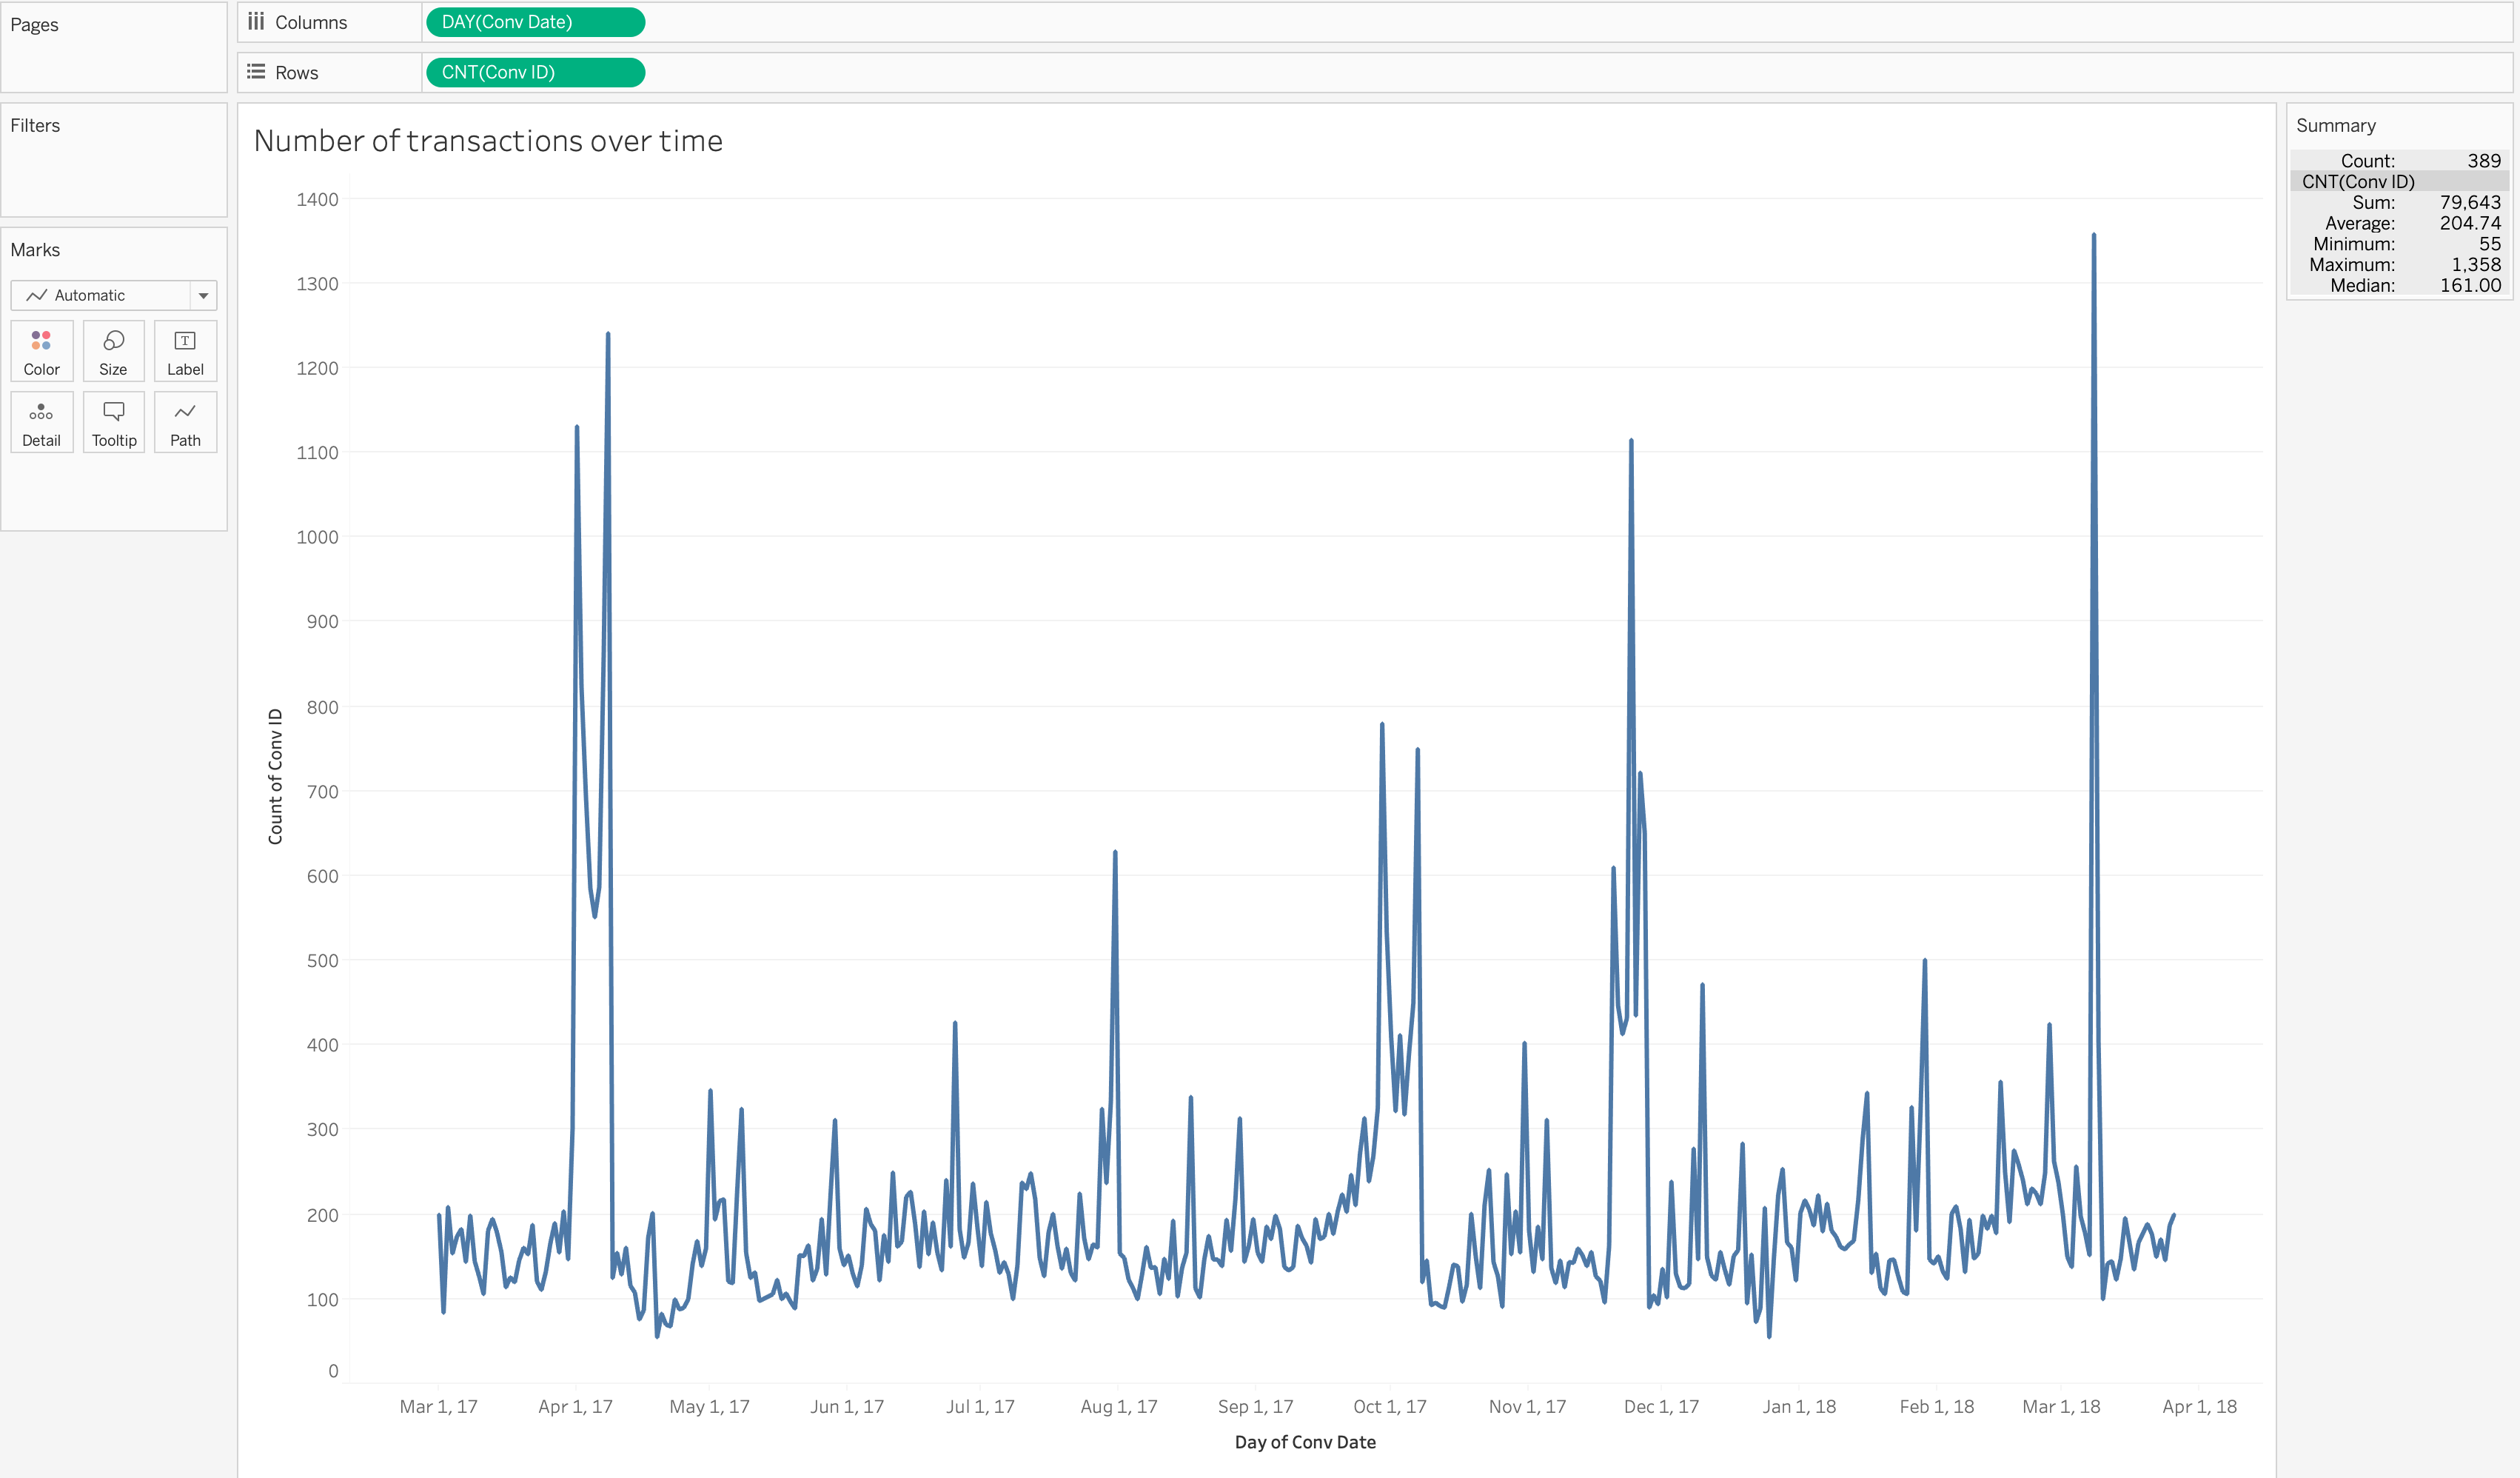 Pages
Columns
DAY(Conv Date)
Rows
CNT(Conv ID)
Filters
Marks
Automatic
Color
Size
T
Label
Detail
Tooltip
Path
Number of transactions over time
1400
1300
1200
1100
1000
900
800
700
600
500
400
300
200
100
0
Count of Conv ID
Mar 1, 17
Apr 1, 17
May 1, 17
Jun 1, 17
Jul 1, 17
Aug 1, 17
Sep 1, 17
Oct 1, 17
Nov 1, 17
Dec 1, 17
Jan 1, 18
Feb 1, 18
Mar 1, 18
Apr 1, 18
Day of Conv Date
Summary
Count: 389
CNT(Conv ID)
Sum: 79,643
Average: 204.74
Minimum: 55
Maximum: 1,358
Median: 161.00